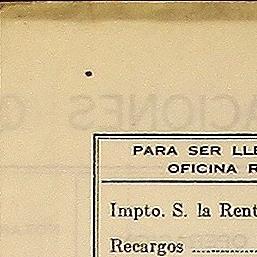 PARA SER LLE
OFICINA R
Impto. S. la Rent
Recargos